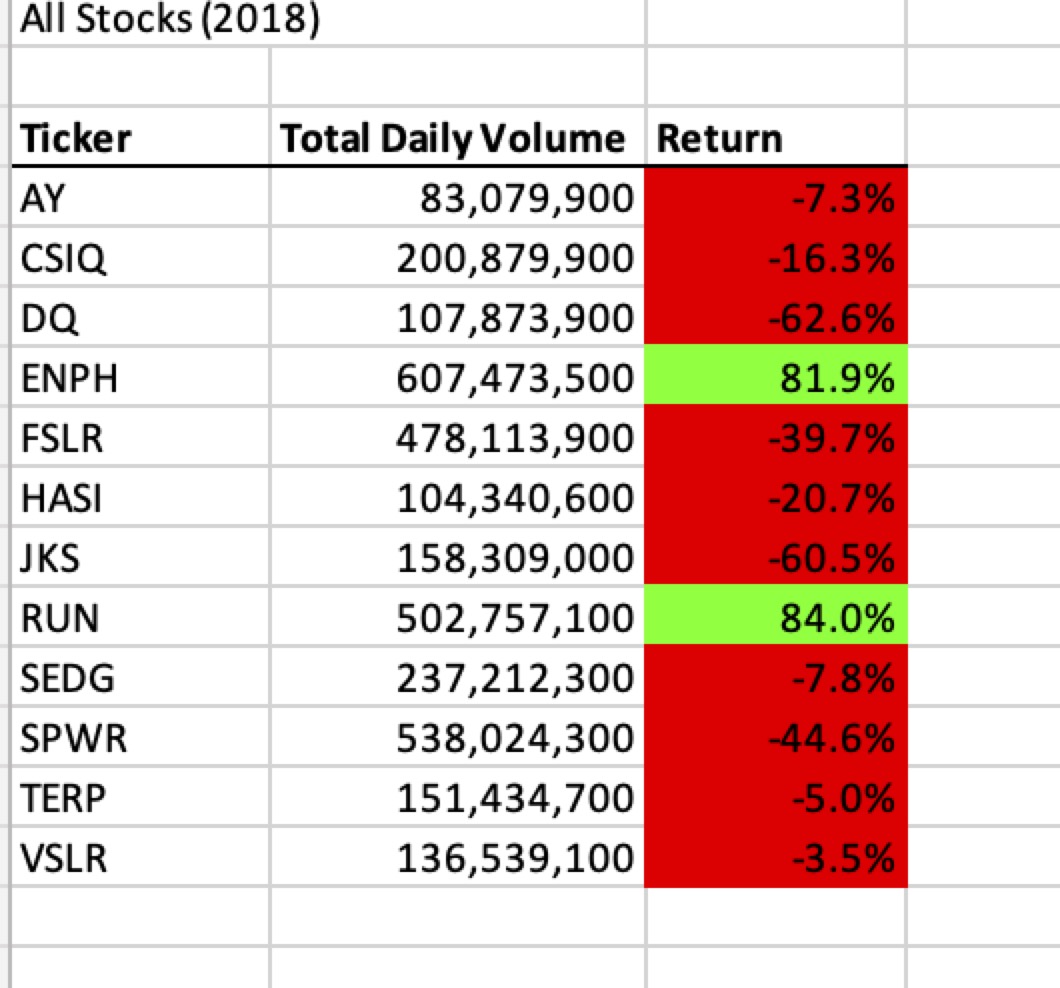 All Stocks (2018)
Ticker Total Daily Volume Return
AY 83,079,900 -7.3%
CSIQ 200,879,900 -16.3%
DQ 107,873,900 -62.6%
ENPH 607,473,500 81.9%
FSLR 478,113,900 -39.7%
HASI 104,340,600 -20.7%
JKS 158,309,000 -60.5%
RUN 502,757,100 84.0%
SEDG 237,212,300 -7.8%
SPWR 538,024,300 -44.6%
TERP 151,434,700 -5.0%
VSLR 136,539,100 -3.5%